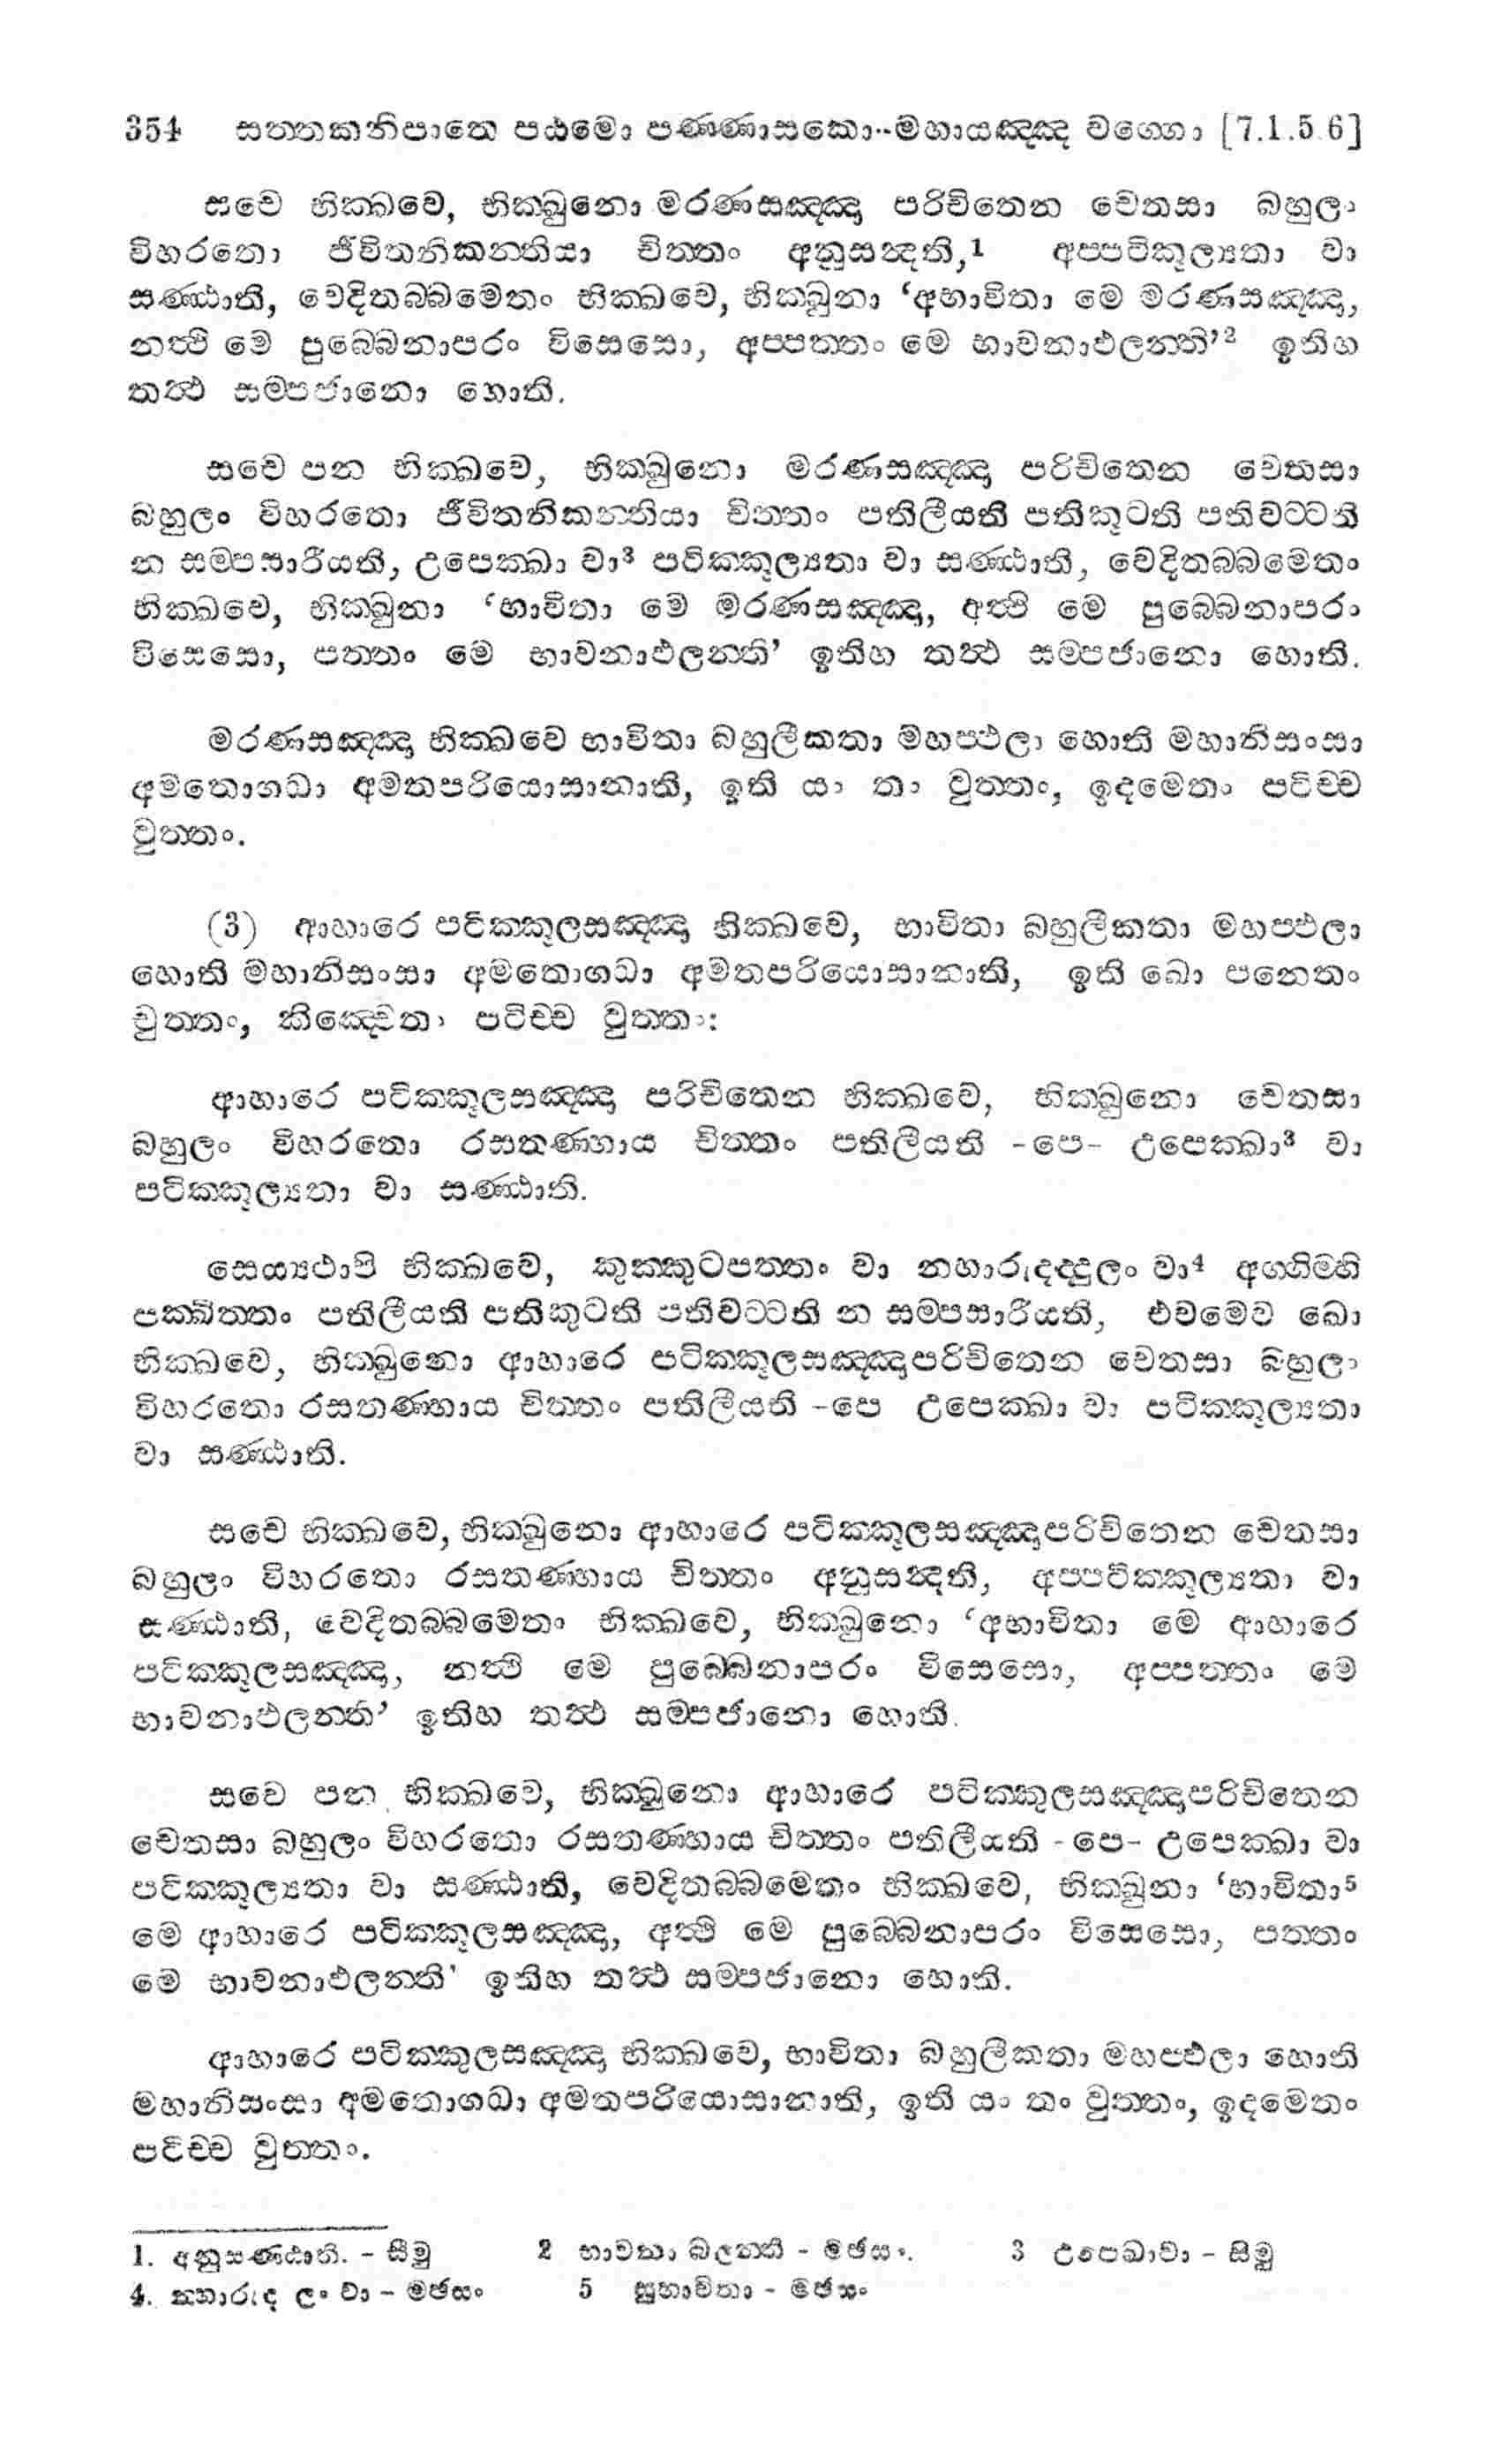 354 සත්තකනිපාතෙ පඨමො පණ්ණාසකො--මහායඤ්ඤ වග්ගො [7.1.5.6]
සචෙ භික්ඛවෙ, භික්ඛුනො මරණසඤ්ඤා පරිචිතෙන චෙතසා බහුලං
විහරතො ජීවිතනිකන්තියා චිත්තං අනුසන්දති,1 අප්පටිකූල්‍යතා වා
සණ්ඨාති, වෙදිතබ්බමෙතං භික්ඛවෙ, භික්ඛුනා ‘අභාවිතා මෙ මරණසඤ්ඤා,
නත්ථි මෙ පුබ්බෙනාපරං විසෙසො, අප්පත්තං මෙ භාවනාඵලන්ති’2 ඉතිහ
තත්ථ සම්පජානො හොති.
සචෙ පන භික්ඛවෙ, භික්ඛුනො මරණසඤ්ඤා පරිචිතෙන චෙතසා
බහුලං විහරතො ජීවිතනිකන්තියා චිත්තං පතිලීයති පතිකූටති පතිවට්ටති
න සම්පසාරීයති, උපෙක්ඛා වා3 පටික්කූල්‍යතා වා සණ්ඨාති, වෙදිතබ්බමෙතං
භික්ඛවෙ, භික්ඛුනා ‘භාවිතා මෙ මරණසඤ්ඤා, අත්ථි මෙ පුබ්බෙනාපරං
විසෙසො, පත්තං මෙ භාවනාඵලන්ති’ ඉතිහ තත්ථ සම්පජානො හොති.
මරණසඤ්ඤා භික්ඛවෙ භාවිතා බහුලීකතා මහප්ඵලා හොති මහානිසංසා
අමතොගධා අමතපරියොසානාති, ඉති යං තං වුත්තං, ඉදමෙතං පටිච්ච
වුත්තං.
(3) ආහාරෙ පටික්කූලසඤ්ඤා භික්ඛවෙ, භාවිතා බහුලීකතා මහප්ඵලා
හොති මහානිසංසා අමතොගධා අමතපරියොසානාති, ඉති ඛො පනෙතං
වුත්තං, කිඤ්චෙතං පටිච්ච වුත්තං:
ආහාරෙ පටික්කූලසඤ්ඤා පරිචිතෙන භික්ඛවෙ, භික්ඛුනො චෙතසා
බහුලං විහරතො රසතණ්හාය චිත්තං පතිලීයති -පෙ- උපෙක්ඛා3 වා
පටික්කූල්‍යතා වා සණ්ඨාති.
සෙය්‍යථාපි භික්ඛවෙ, කුක්කුටපත්තං වා නහාරුදද්දුලං වා4 අග්ගිම්හි
පක්ඛිත්තං පතිලීයති පතිකුටති පතිවට්ටති න සම්පසාරීයති, එවමෙව ඛො
භික්ඛවෙ, භික්ඛුනො ආහාරෙ පටික්කූලසඤ්ඤාපරිචිතෙන චෙතසා බහුලං
විහරතො රසතණ්හාය චිත්තං පතිලීයති -පෙ උපෙක්ඛා වා පටික්කූල්‍යතා
වා සණ්ඨාති.
සචෙ භික්ඛවෙ, භික්ඛුනො ආහාරෙ පටික්කූලසඤ්ඤාපරිචිතෙන චෙතසා
බහුලං විහරතො රසතණ්හාය චිත්තං අනුසන්දති, අප්පටික්කූල්‍යතා වා
සණ්ඨාති, වෙදිතබ්බමෙතං භික්ඛවෙ, භික්ඛුනො ‘අභාවිතා මෙ ආහාරෙ
පටික්කූලසඤ්ඤා, නත්ථි මෙ පුබ්බෙනාපරං විසෙසො, අප්පත්තං මෙ
භාවනාඵලන්ති’ ඉතිහ තත්ථ සම්පජානො හොති.
සචෙ පන භික්ඛවෙ, භික්ඛුනො ආහාරෙ පටික්කුලසඤ්ඤාපරිචිතෙන
චෙතසා බහුලං විහරතො රසතණ්හාය චිත්තං පතිලීයති -පෙ- උපෙක්ඛා වා
පටික්කූල්‍යතා වා සණ්ඨාති, වෙදිතබ්බමෙතං භික්ඛවෙ, භික්ඛුනා ‘භාවිතා5
මෙ ආහාරෙ පටික්කූලසඤ්ඤා, අත්ථි මෙ පුබ්බෙනාපරං විසෙසො, පත්තං
මෙ භාවනාඵලන්ති’ ඉතිහ තත්ථ සම්පජානො හොති.
ආහාරෙ පටික්කුලසඤ්ඤා භික්ඛවෙ, භාවිතා බහුලීකතා මහප්ඵලා හොති
මහානිසංසා අමතොගධා අමතපරියොසානාති, ඉති යං තං වුත්තං, ඉදමෙතං
පටිච්ච වුත්තං.
1. අනුසණ්ඨාති. - සීමු 2 භාවනා බලන්ති - මඡසං. 3 උපෙඛාවා - සිමු
4. නහාරුද ලං වා - මඡසං 5 සුභාවිතා - මඡසං